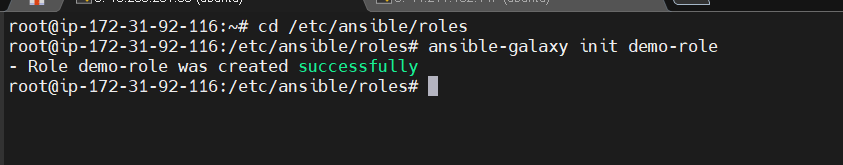 root@ip-172-31-92-116:~# cd /etc/ansible/roles
root@ip-172-31-92-116:/etc/ansible/roles# ansible-galaxy init demo-role
- Role demo-role was created successfully
root@ip-172-31-92-116:/etc/ansible/roles#